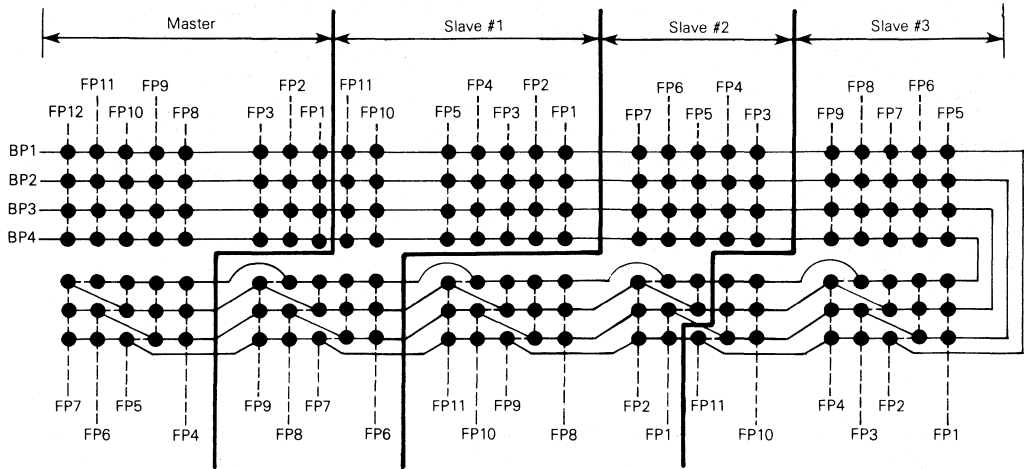 Master Slave #1 Slave #2 Slave #3
FP11 FP9 FP2 FP11 FP4 FP2 FP6 FP4 FP8 FP6
FP12 FP10 FP8 FP3 FP1 FP10 FP5 FP3 FP1 FP7 FP5 FP3 FP9 FP7 FP5
BP1
BP2
BP3
BP4
FP7 FP5 FP9 FP7 FP11 FP9 FP2 FP11 FP4 FP2
FP6 FP4 FP8 FP6 FP10 FP8 FP1 FP10 FP3 FP1